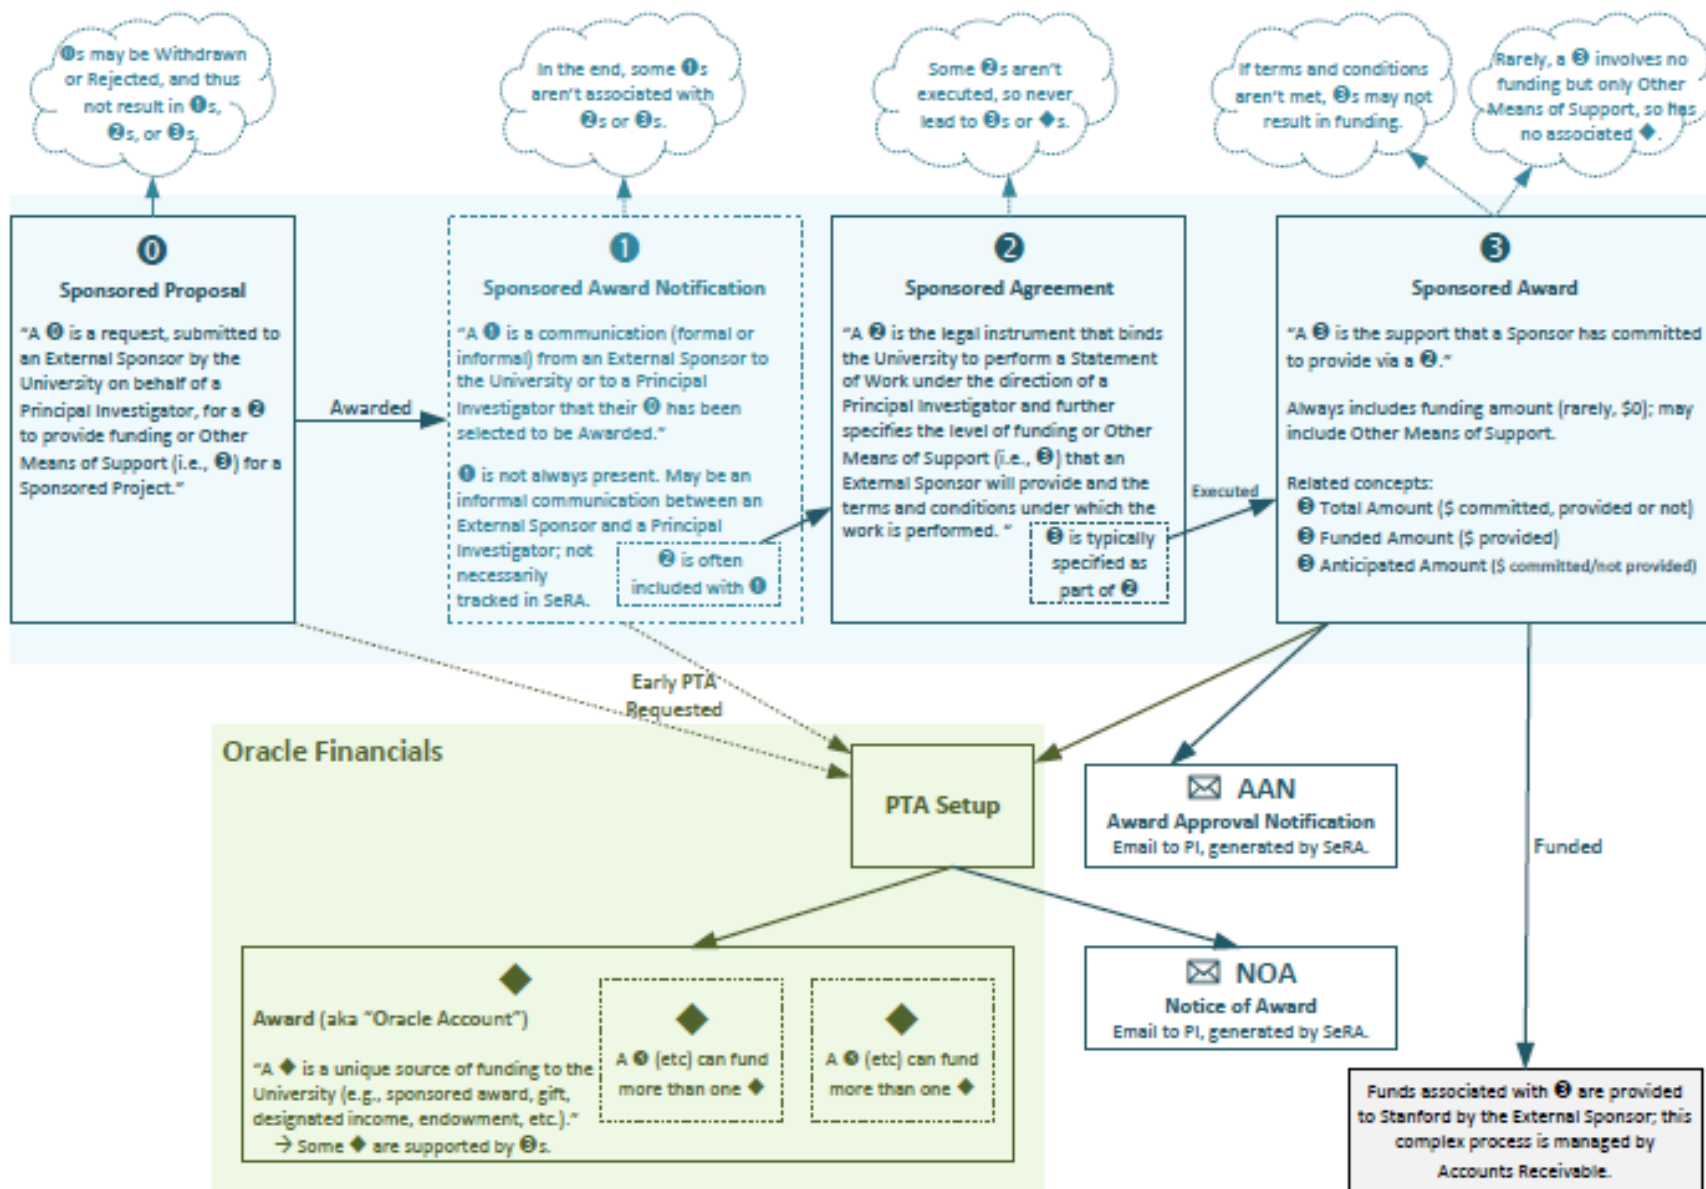 ⓿s may be Withdrawn
or Rejected, and thus
not result in ❶s,
❷s, or ❸s.
In the end, some ❶s
aren't associated with
❷s or ❸s.
Some ❷s aren't
executed, so never
lead to ❸s or ◆s.
If terms and conditions
aren't met, ❸s may not
result in funding.
Rarely, a ❸ involves no
funding but only Other
Means of Support, so has
no associated ◆.
⓿
Sponsored Proposal
"A ⓿ is a request, submitted to
an External Sponsor by the
University on behalf of a
Principal Investigator, for a ❷
to provide funding or Other
Means of Support (i.e., ❸) for a
Sponsored Project."
Awarded
❶
Sponsored Award Notification
"A ❶ is a communication (formal or
informal) from an External Sponsor to
the University or to a Principal
Investigator that their ⓿ has been
selected to be Awarded."
❶ is not always present. May be an
informal communication between an
External Sponsor and a Principal
Investigator; not
necessarily
tracked in SeRA.
❷ is often
included with ❶
❷
Sponsored Agreement
"A ❷ is the legal instrument that binds
the University to perform a Statement
of Work under the direction of a
Principal Investigator and further
specifies the level of funding or Other
Means of Support (i.e., ❸) that an
External Sponsor will provide and the
terms and conditions under which the
work is performed. "
❸ is typically
specified as
part of ❷
Executed
❸
Sponsored Award
"A ❸ is the support that a Sponsor has committed
to provide via a ❷."
Always includes funding amount (rarely, $0); may
include Other Means of Support.
Related concepts:
❸ Total Amount ($ committed, provided or not)
❸ Funded Amount ($ provided)
❸ Anticipated Amount ($ committed/not provided)
Early PTA
Requested
Oracle Financials
PTA Setup
✉ AAN
Award Approval Notification
Email to PI, generated by SeRA.
Funded
✉ NOA
Notice of Award
Email to PI, generated by SeRA.
◆
Award (aka "Oracle Account")
"A ◆ is a unique source of funding to the
University (e.g., sponsored award, gift,
designated income, endowment, etc.)."
→ Some ◆ are supported by ❸s.
◆
A ❸ (etc) can fund
more than one ◆
◆
A ❸ (etc) can fund
more than one ◆
Funds associated with ❸ are provided
to Stanford by the External Sponsor; this
complex process is managed by
Accounts Receivable.